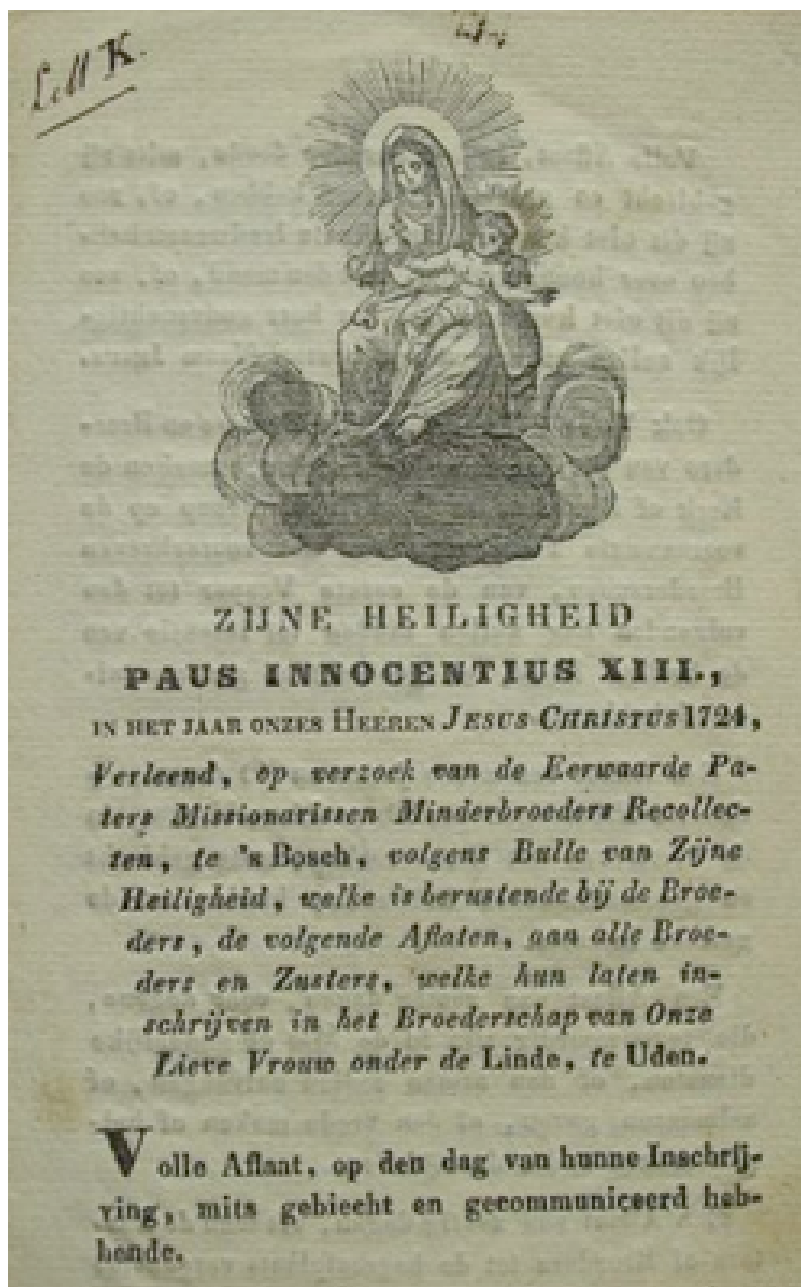 Litt K.
ZIJNE HEILIGHEID
PAUS INNOCENTIUS XIII.,
IN HET JAAR ONZES HEEREN JESUS CHRISTUS 1724,
Verleend, op verzoek van de Eerwaarde Pa-
ters Missionarissen Minderbroeders Recollec-
ten, te 's Bosch, volgens Bulle van Zijne
Heiligheid, welke is berustende bij de Broe-
ders, de volgende Aflaten, aan alle Broe-
ders en Zusters, welke hun laten in-
schrijven in het Broederschap van Onze
Lieve Vrouw onder de Linde, te Uden.
Volle Aflaat, op den dag van hunne Inschrij-
ving, mits gebiecht en gecommuniceerd heb-
bende.